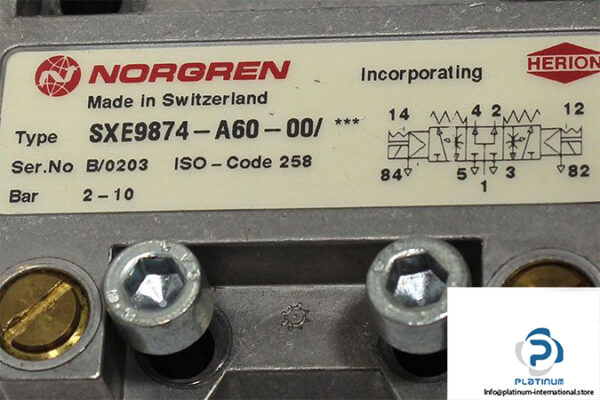 NORGREN
Incorporating
HERION
Made in Switzerland
Type SXE9874-A60-00/ ***
Ser.No B/0203 ISO-Code 258
Bar 2-10
14 4 2 12
84 5 1 3 82
PLATINUM
Info@platinum-international.store